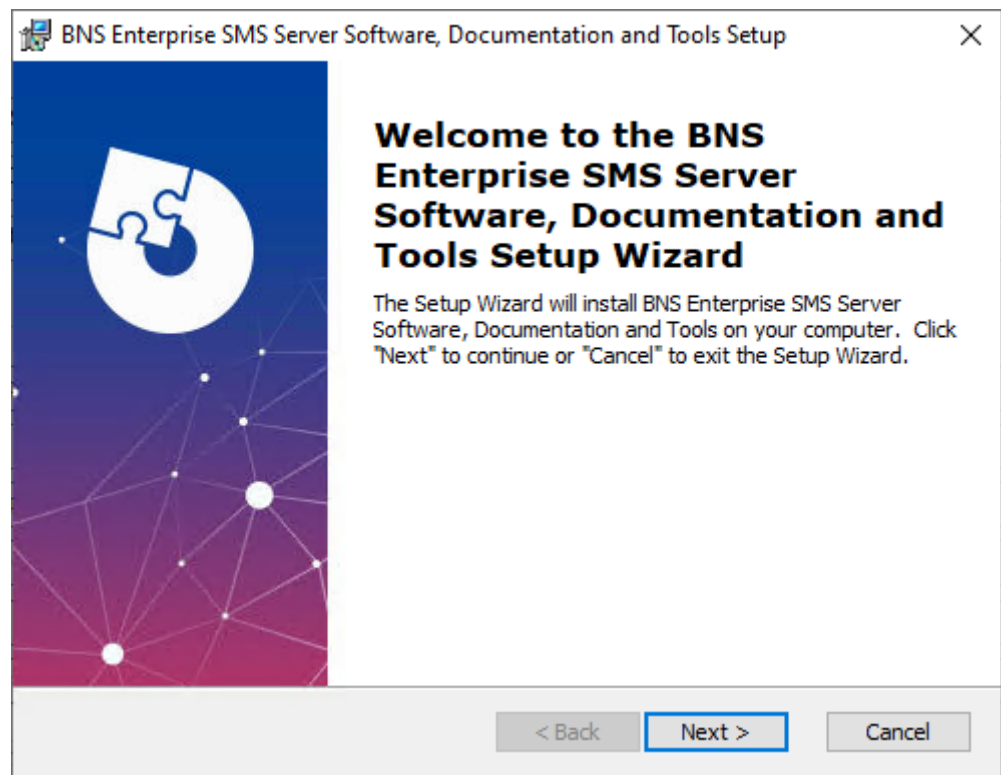 BNS Enterprise SMS Server Software, Documentation and Tools Setup
Welcome to the BNS
Enterprise SMS Server
Software, Documentation and
Tools Setup Wizard
The Setup Wizard will install BNS Enterprise SMS Server
Software, Documentation and Tools on your computer. Click
"Next" to continue or "Cancel" to exit the Setup Wizard.
< Back
Next >
Cancel